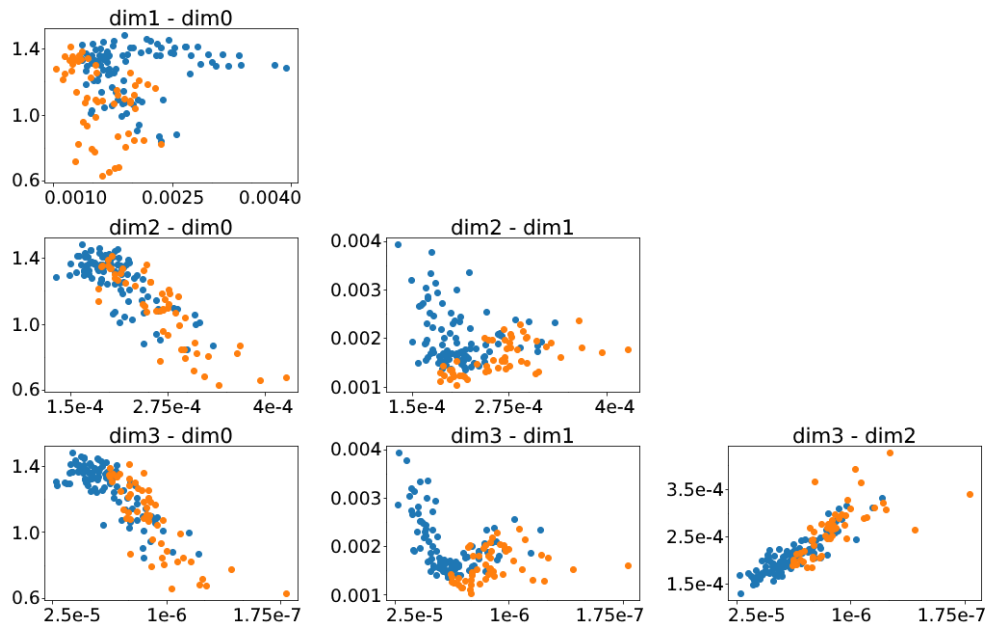 dim1 - dim0
1.4
1.0
0.6
0.0010 0.0025 0.0040
dim2 - dim0
1.4
1.0
0.6
1.5e-4 2.75e-4 4e-4
dim2 - dim1
0.004
0.003
0.002
0.001
1.5e-4 2.75e-4 4e-4
dim3 - dim0
1.4
1.0
0.6
2.5e-5 1e-6 1.75e-7
dim3 - dim1
0.004
0.003
0.002
0.001
2.5e-5 1e-6 1.75e-7
dim3 - dim2
3.5e-4
2.5e-4
1.5e-4
2.5e-5 1e-6 1.75e-7